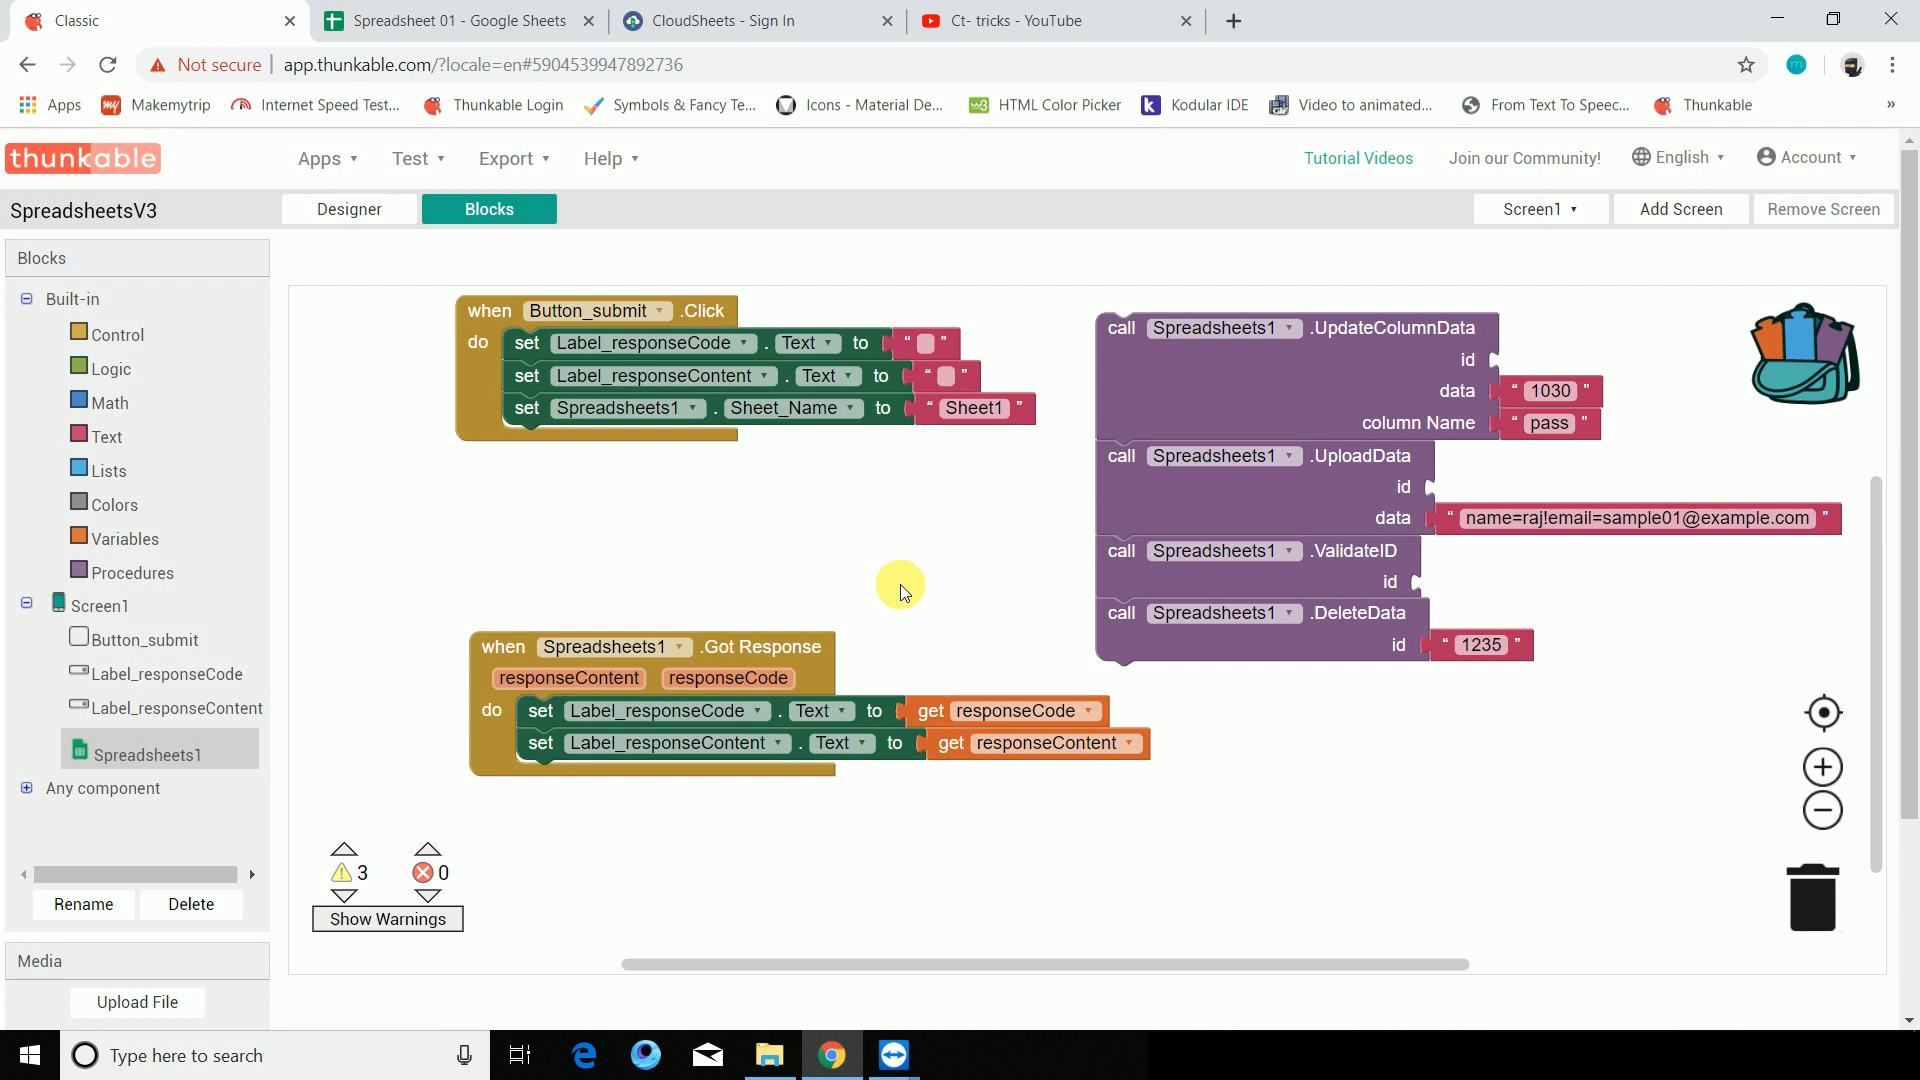 Classic
Spreadsheet 01 - Google Sheets
CloudSheets - Sign In
Ct- tricks - YouTube
Not secure
app.thunkable.com/?locale=en#5904539947892736
m
Apps
Makemytrip
Internet Speed Test...
Thunkable Login
Symbols & Fancy Te...
Icons - Material De...
HTML Color Picker
Kodular IDE
Video to animated...
From Text To Speec...
Thunkable
»
thunkable
Apps
Test
Export
Help
Tutorial Videos
Join our Community!
English
Account
SpreadsheetsV3
Designer
Blocks
Screen1
Add Screen
Remove Screen
Blocks
Built-in
Control
Logic
Math
Text
Lists
Colors
Variables
Procedures
Screen1
Button_submit
Label_responseCode
Label_responseContent
Spreadsheets1
Any component
Rename
Delete
Media
Upload File
when Button_submit .Click
do set Label_responseCode . Text to “ ”
set Label_responseContent . Text to “ ”
set Spreadsheets1 . Sheet_Name to “ Sheet1 ”
call Spreadsheets1 .UpdateColumnData
id
data “ 1030 ”
column Name “ pass ”
call Spreadsheets1 .UploadData
id
data “ name=raj!email=sample01@example.com ”
call Spreadsheets1 .ValidateID
id
call Spreadsheets1 .DeleteData
id “ 1235 ”
when Spreadsheets1 .Got Response
responseContent responseCode
do set Label_responseCode . Text to get responseCode
set Label_responseContent . Text to get responseContent
3
0
Show Warnings
Type here to search